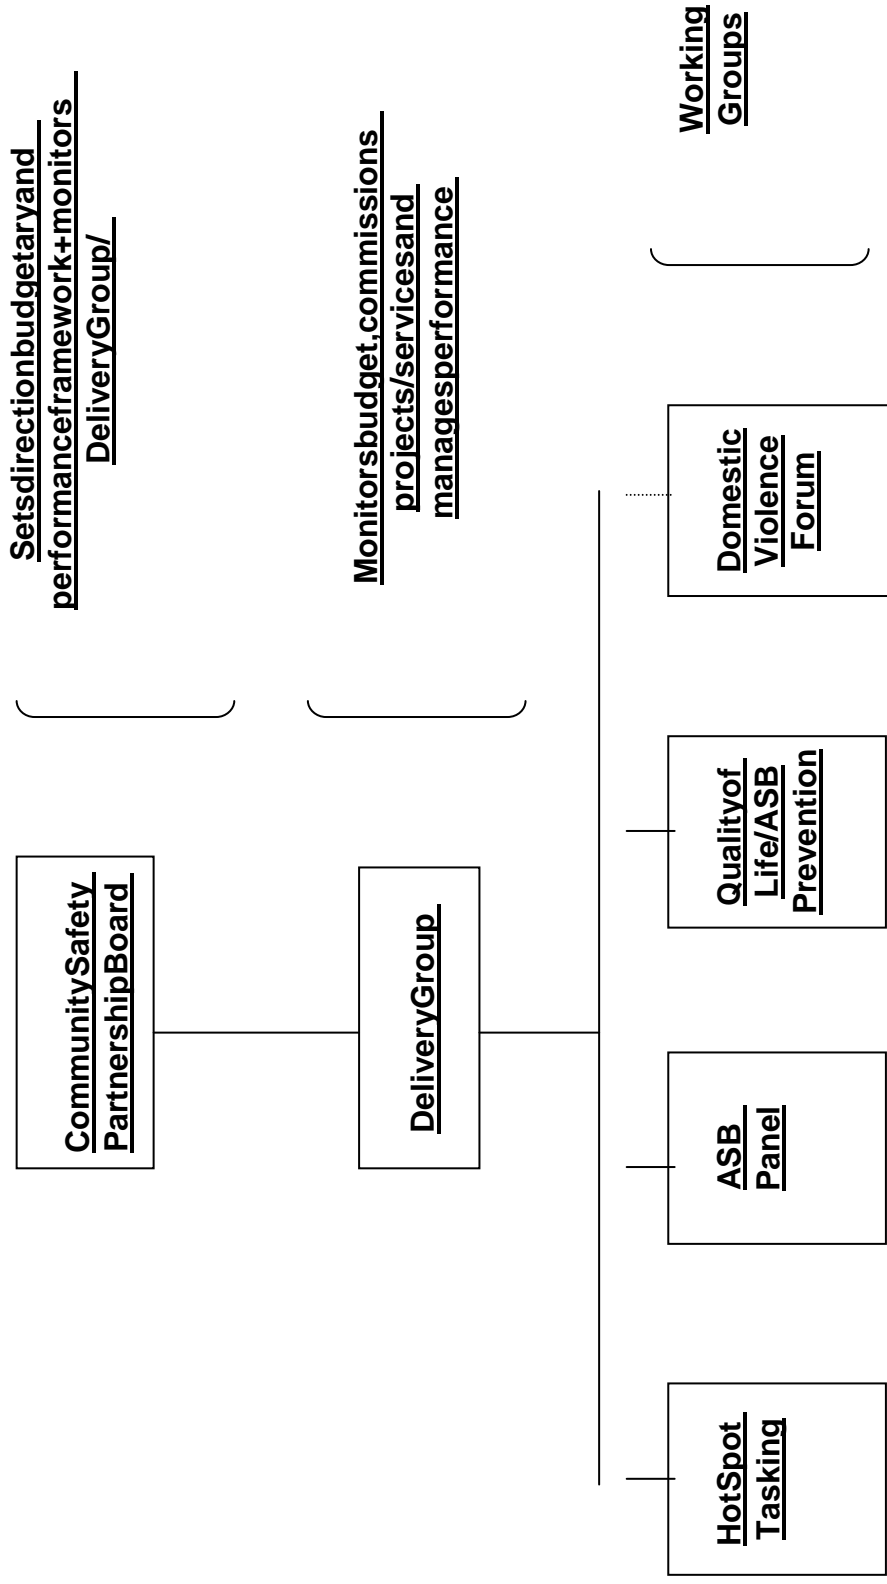 CommunitySafety
PartnershipBoard
Setsdirectionbudgetaryand
performanceframework+monitors
DeliveryGroup/
DeliveryGroup
Monitorsbudget,commissions
projects/servicesand
managesperformance
HotSpot
Tasking
ASB
Panel
Qualityof
Life/ASB
Prevention
Domestic
Violence
Forum
Working
Groups